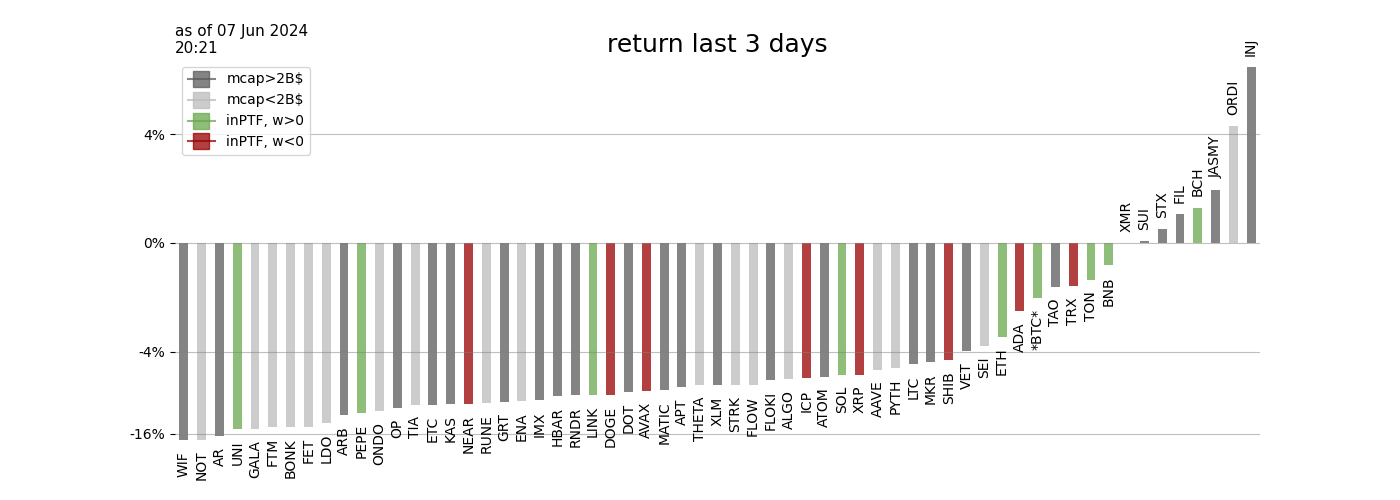 as of 07 Jun 2024
20:21
return last 3 days
mcap>2B$
mcap<2B$
inPTF, w>0
inPTF, w<0
4%
0%
-4%
-16%
WIF
NOT
AR
UNI
GALA
FTM
BONK
FET
LDO
ARB
PEPE
ONDO
OP
TIA
ETC
KAS
NEAR
RUNE
GRT
ENA
IMX
HBAR
RNDR
LINK
DOGE
DOT
AVAX
MATIC
APT
THETA
XLM
STRK
FLOW
FLOKI
ALGO
ICP
ATOM
SOL
XRP
AAVE
PYTH
LTC
MKR
SHIB
VET
SEI
ETH
ADA
*BTC*
TAO
TRX
TON
BNB
XMR
SUI
STX
FIL
BCH
JASMY
ORDI
INJ